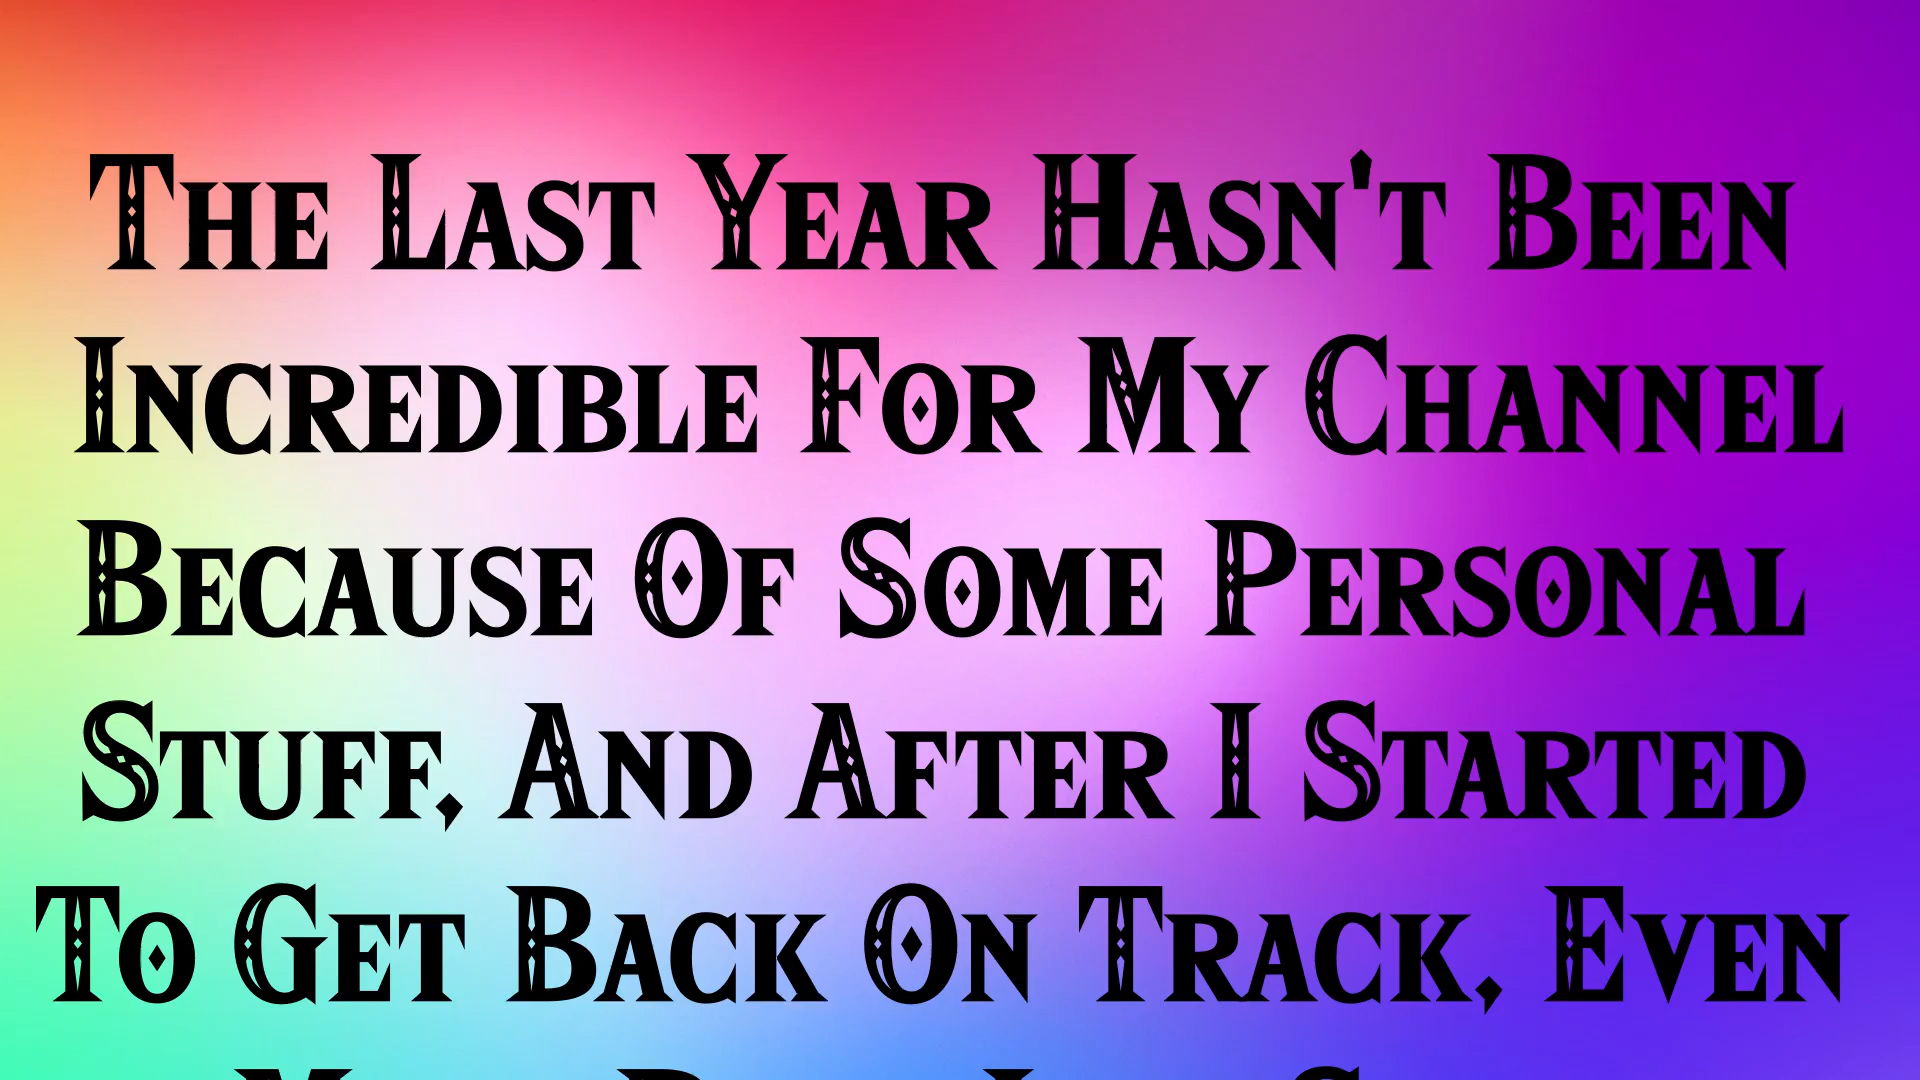 The Last Year Hasn't Been
Incredible For My Channel
Because Of Some Personal
Stuff, And After I Started
To Get Back On Track, Even